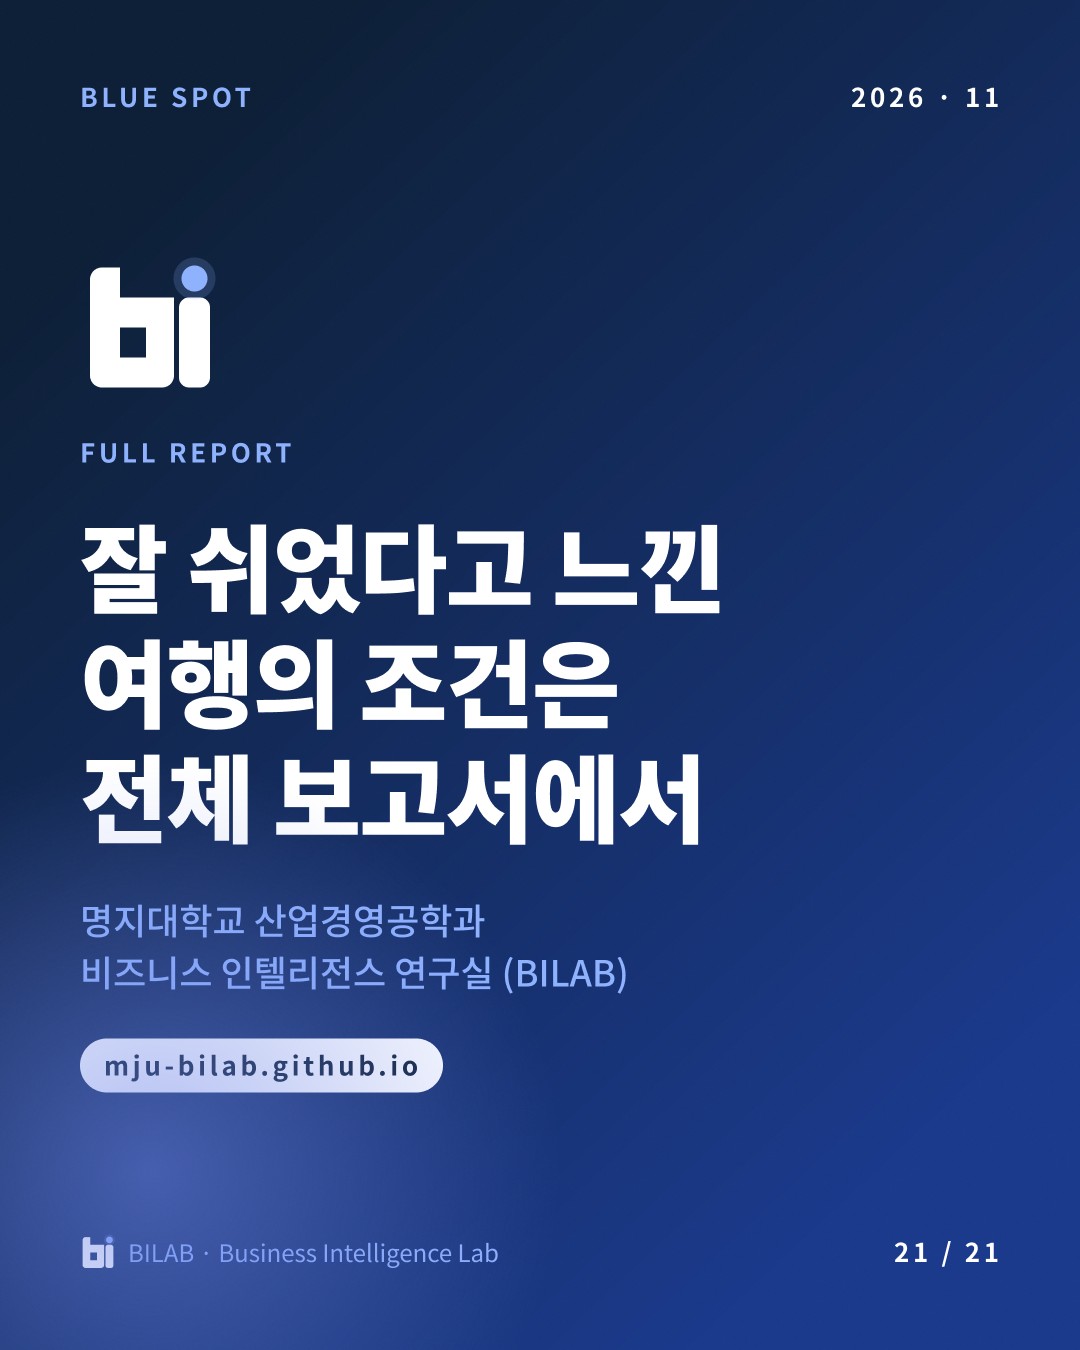 BLUE SPOT
2026 · 11
bi
FULL REPORT
잘 쉬었다고 느낀
여행의 조건은
전체 보고서에서
명지대학교 산업경영공학과
비즈니스 인텔리전스 연구실 (BILAB)
mju-bilab.github.io
bi BILAB · Business Intelligence Lab
21 / 21